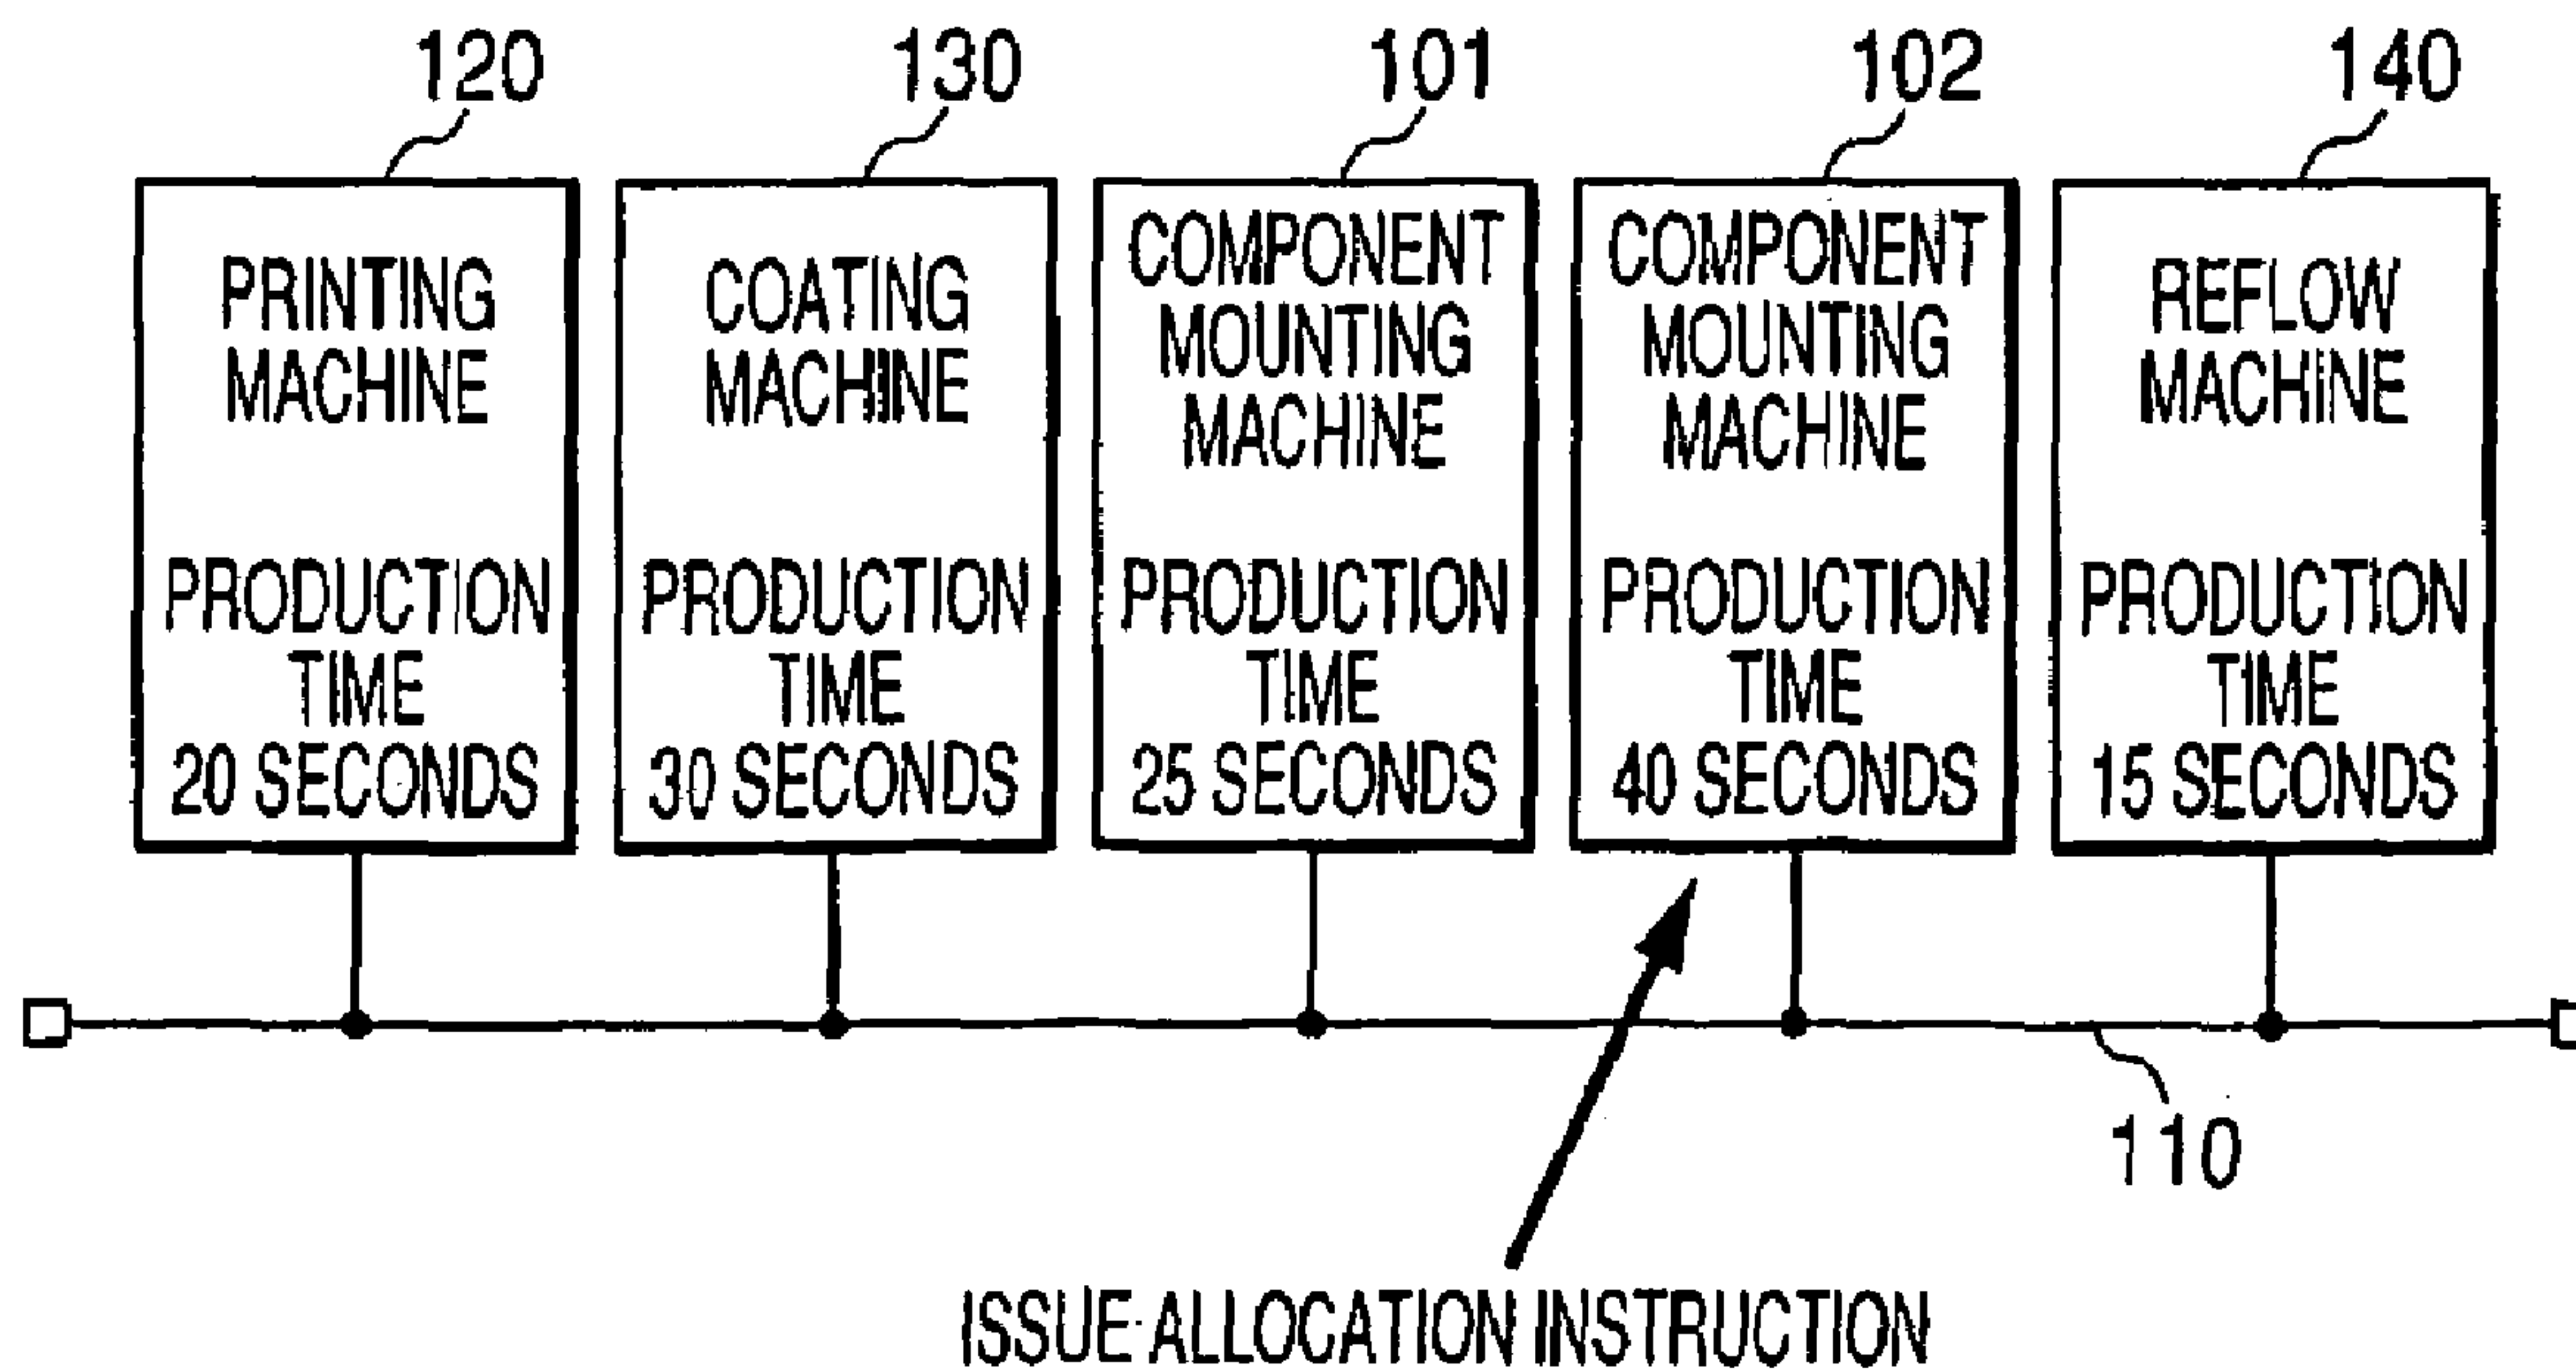 120
130
101
102
140
PRINTING
MACHINE
PRODUCTION
TIME
20 SECONDS
COATING
MACHINE
PRODUCTION
TIME
30 SECONDS
COMPONENT
MOUNTING
MACHINE
PRODUCTION
TIME
25 SECONDS
COMPONENT
MOUNTING
MACHINE
PRODUCTION
TIME
40 SECONDS
REFLOW
MACHINE
PRODUCTION
TIME
15 SECONDS
110
ISSUE ALLOCATION INSTRUCTION